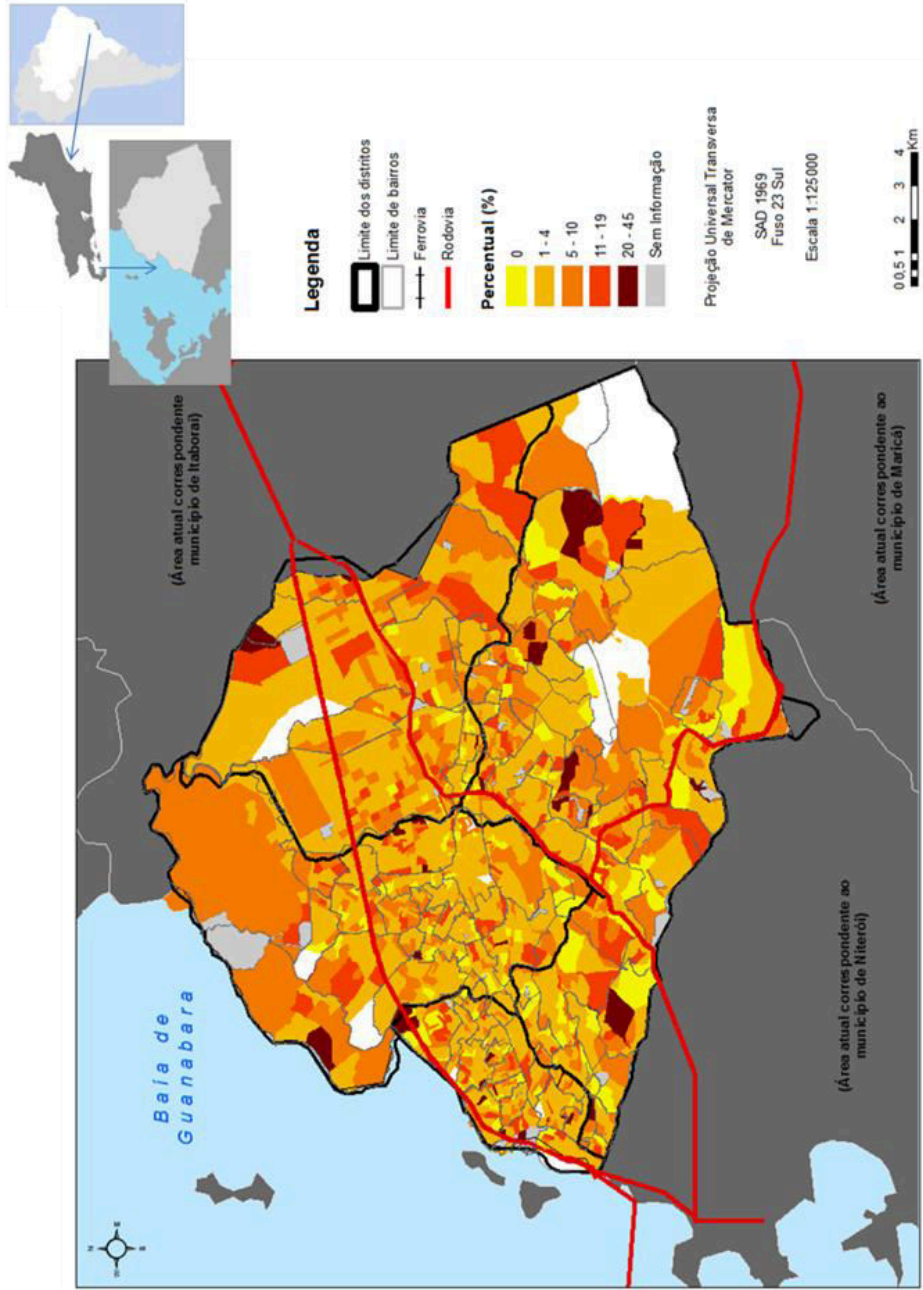 (Área atual correspondente
município de Itaboraí)
Baía de
Guanabara
(Área atual correspondente ao
município de Niterói)
(Área atual correspondente ao
município de Maricá)
N
E
S
Legenda
Limite dos distritos
Limite de bairros
Ferrovia
Rodovia
Percentual (%)
0
1 - 4
5 - 10
11 - 19
20 - 45
Sem Informação
Projeção Universal Transversa
de Mercator
SAD 1969
Fuso 23 Sul
Escala 1:125000
0 0,5 1 2 3 4
Km